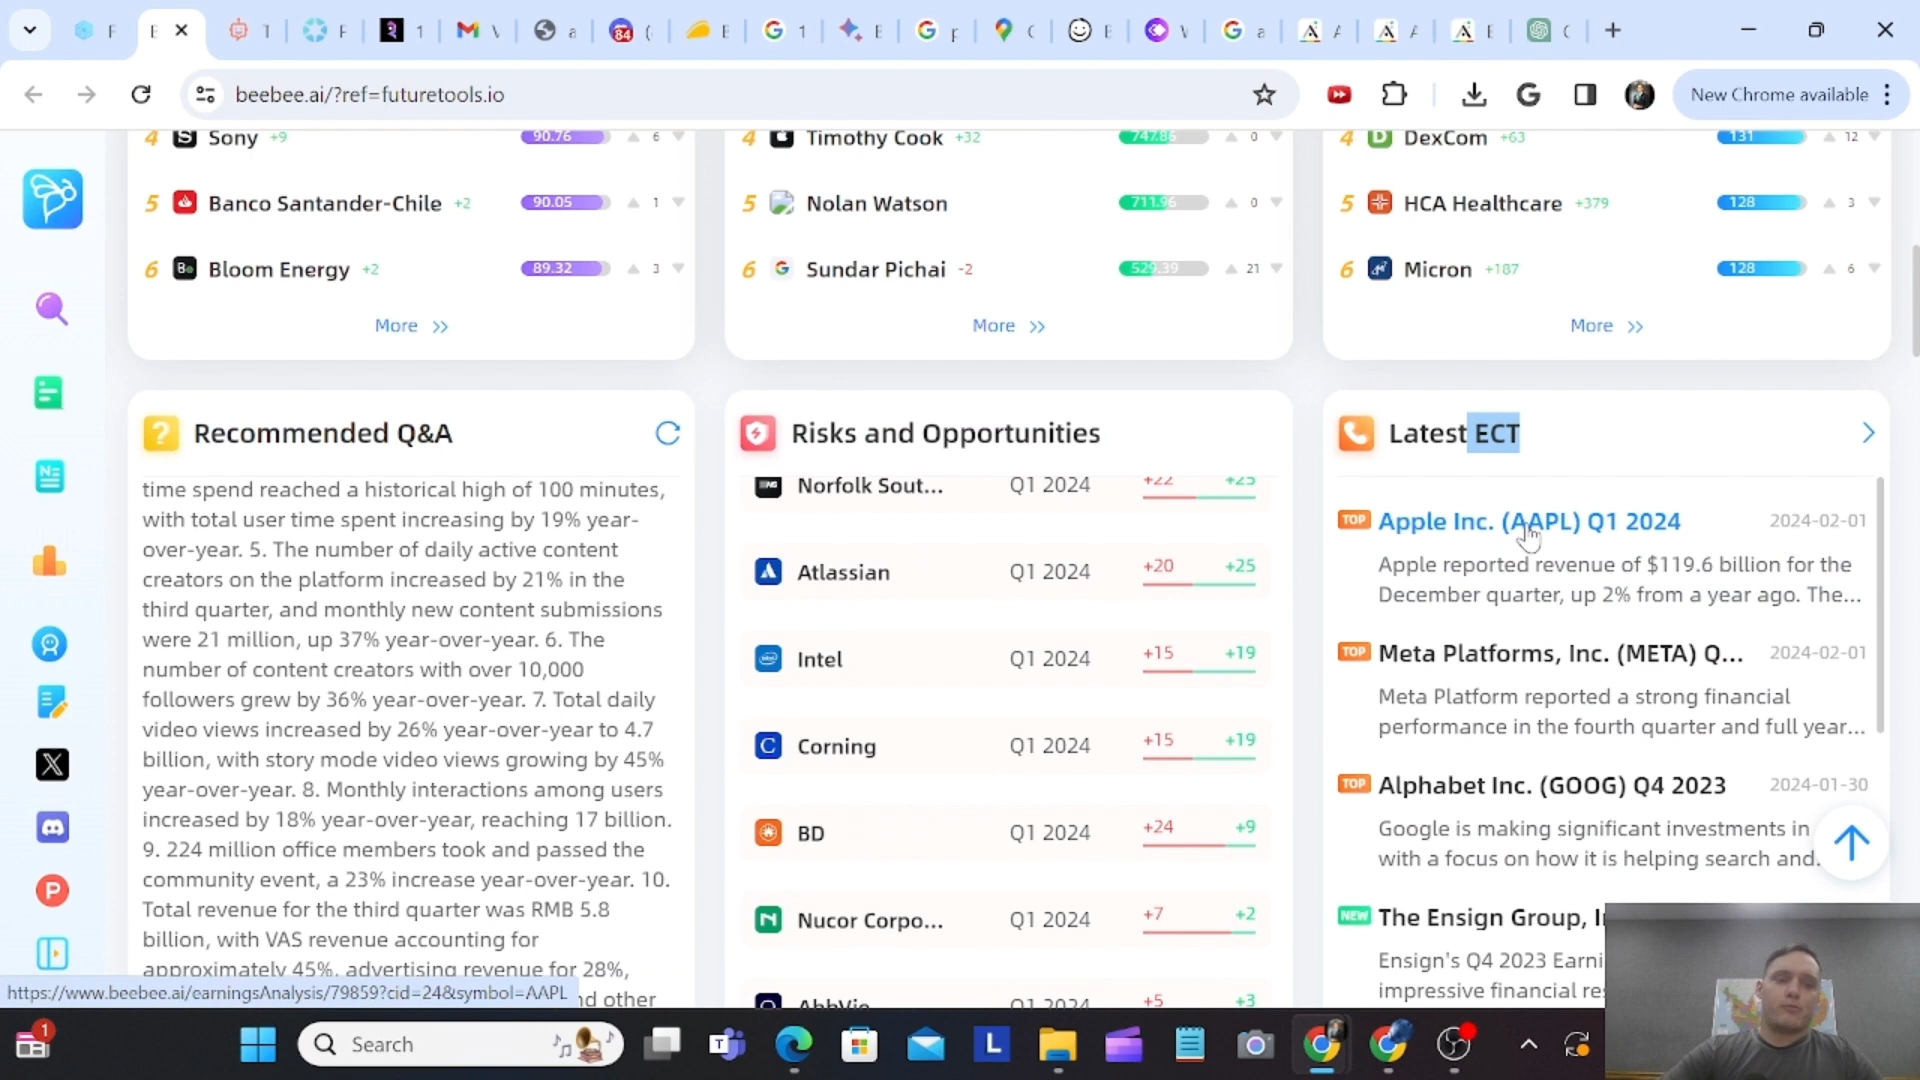 beebee.ai/?ref=futuretools.io
New Chrome available
4 Sony +9 90.76 6
5 Banco Santander-Chile +2 90.05 1
6 Bloom Energy +2 89.32 3
More
4 Timothy Cook +32 747.86 0
5 Nolan Watson 711.96 0
6 Sundar Pichai -2 529.39 21
More
4 DexCom +63 131 12
5 HCA Healthcare +379 128 3
6 Micron +187 128 6
More
Recommended Q&A
time spend reached a historical high of 100 minutes,
with total user time spent increasing by 19% year-
over-year. 5. The number of daily active content
creators on the platform increased by 21% in the
third quarter, and monthly new content submissions
were 21 million, up 37% year-over-year. 6. The
number of content creators with over 10,000
followers grew by 36% year-over-year. 7. Total daily
video views increased by 26% year-over-year to 4.7
billion, with story mode video views growing by 45%
year-over-year. 8. Monthly interactions among users
increased by 18% year-over-year, reaching 17 billion.
9. 224 million office members took and passed the
community event, a 23% increase year-over-year. 10.
Total revenue for the third quarter was RMB 5.8
billion, with VAS revenue accounting for
approximately 45%, advertising revenue for 28%,
nd other
Risks and Opportunities
Norfolk Sout... Q1 2024 +22 +25
Atlassian Q1 2024 +20 +25
Intel Q1 2024 +15 +19
Corning Q1 2024 +15 +19
BD Q1 2024 +24 +9
Nucor Corpo... Q1 2024 +7 +2
AbbVie Q1 2024 +5 +3
Latest ECT
TOP Apple Inc. (AAPL) Q1 2024 2024-02-01
Apple reported revenue of $119.6 billion for the
December quarter, up 2% from a year ago. The...
TOP Meta Platforms, Inc. (META) Q... 2024-02-01
Meta Platform reported a strong financial
performance in the fourth quarter and full year...
TOP Alphabet Inc. (GOOG) Q4 2023 2024-01-30
Google is making significant investments in
with a focus on how it is helping search and.
NEW The Ensign Group, I
Ensign's Q4 2023 Earni
impressive financial re
https://www.beebee.ai/earningsAnalysis/79859?cid=24&symbol=AAPL
1
Search